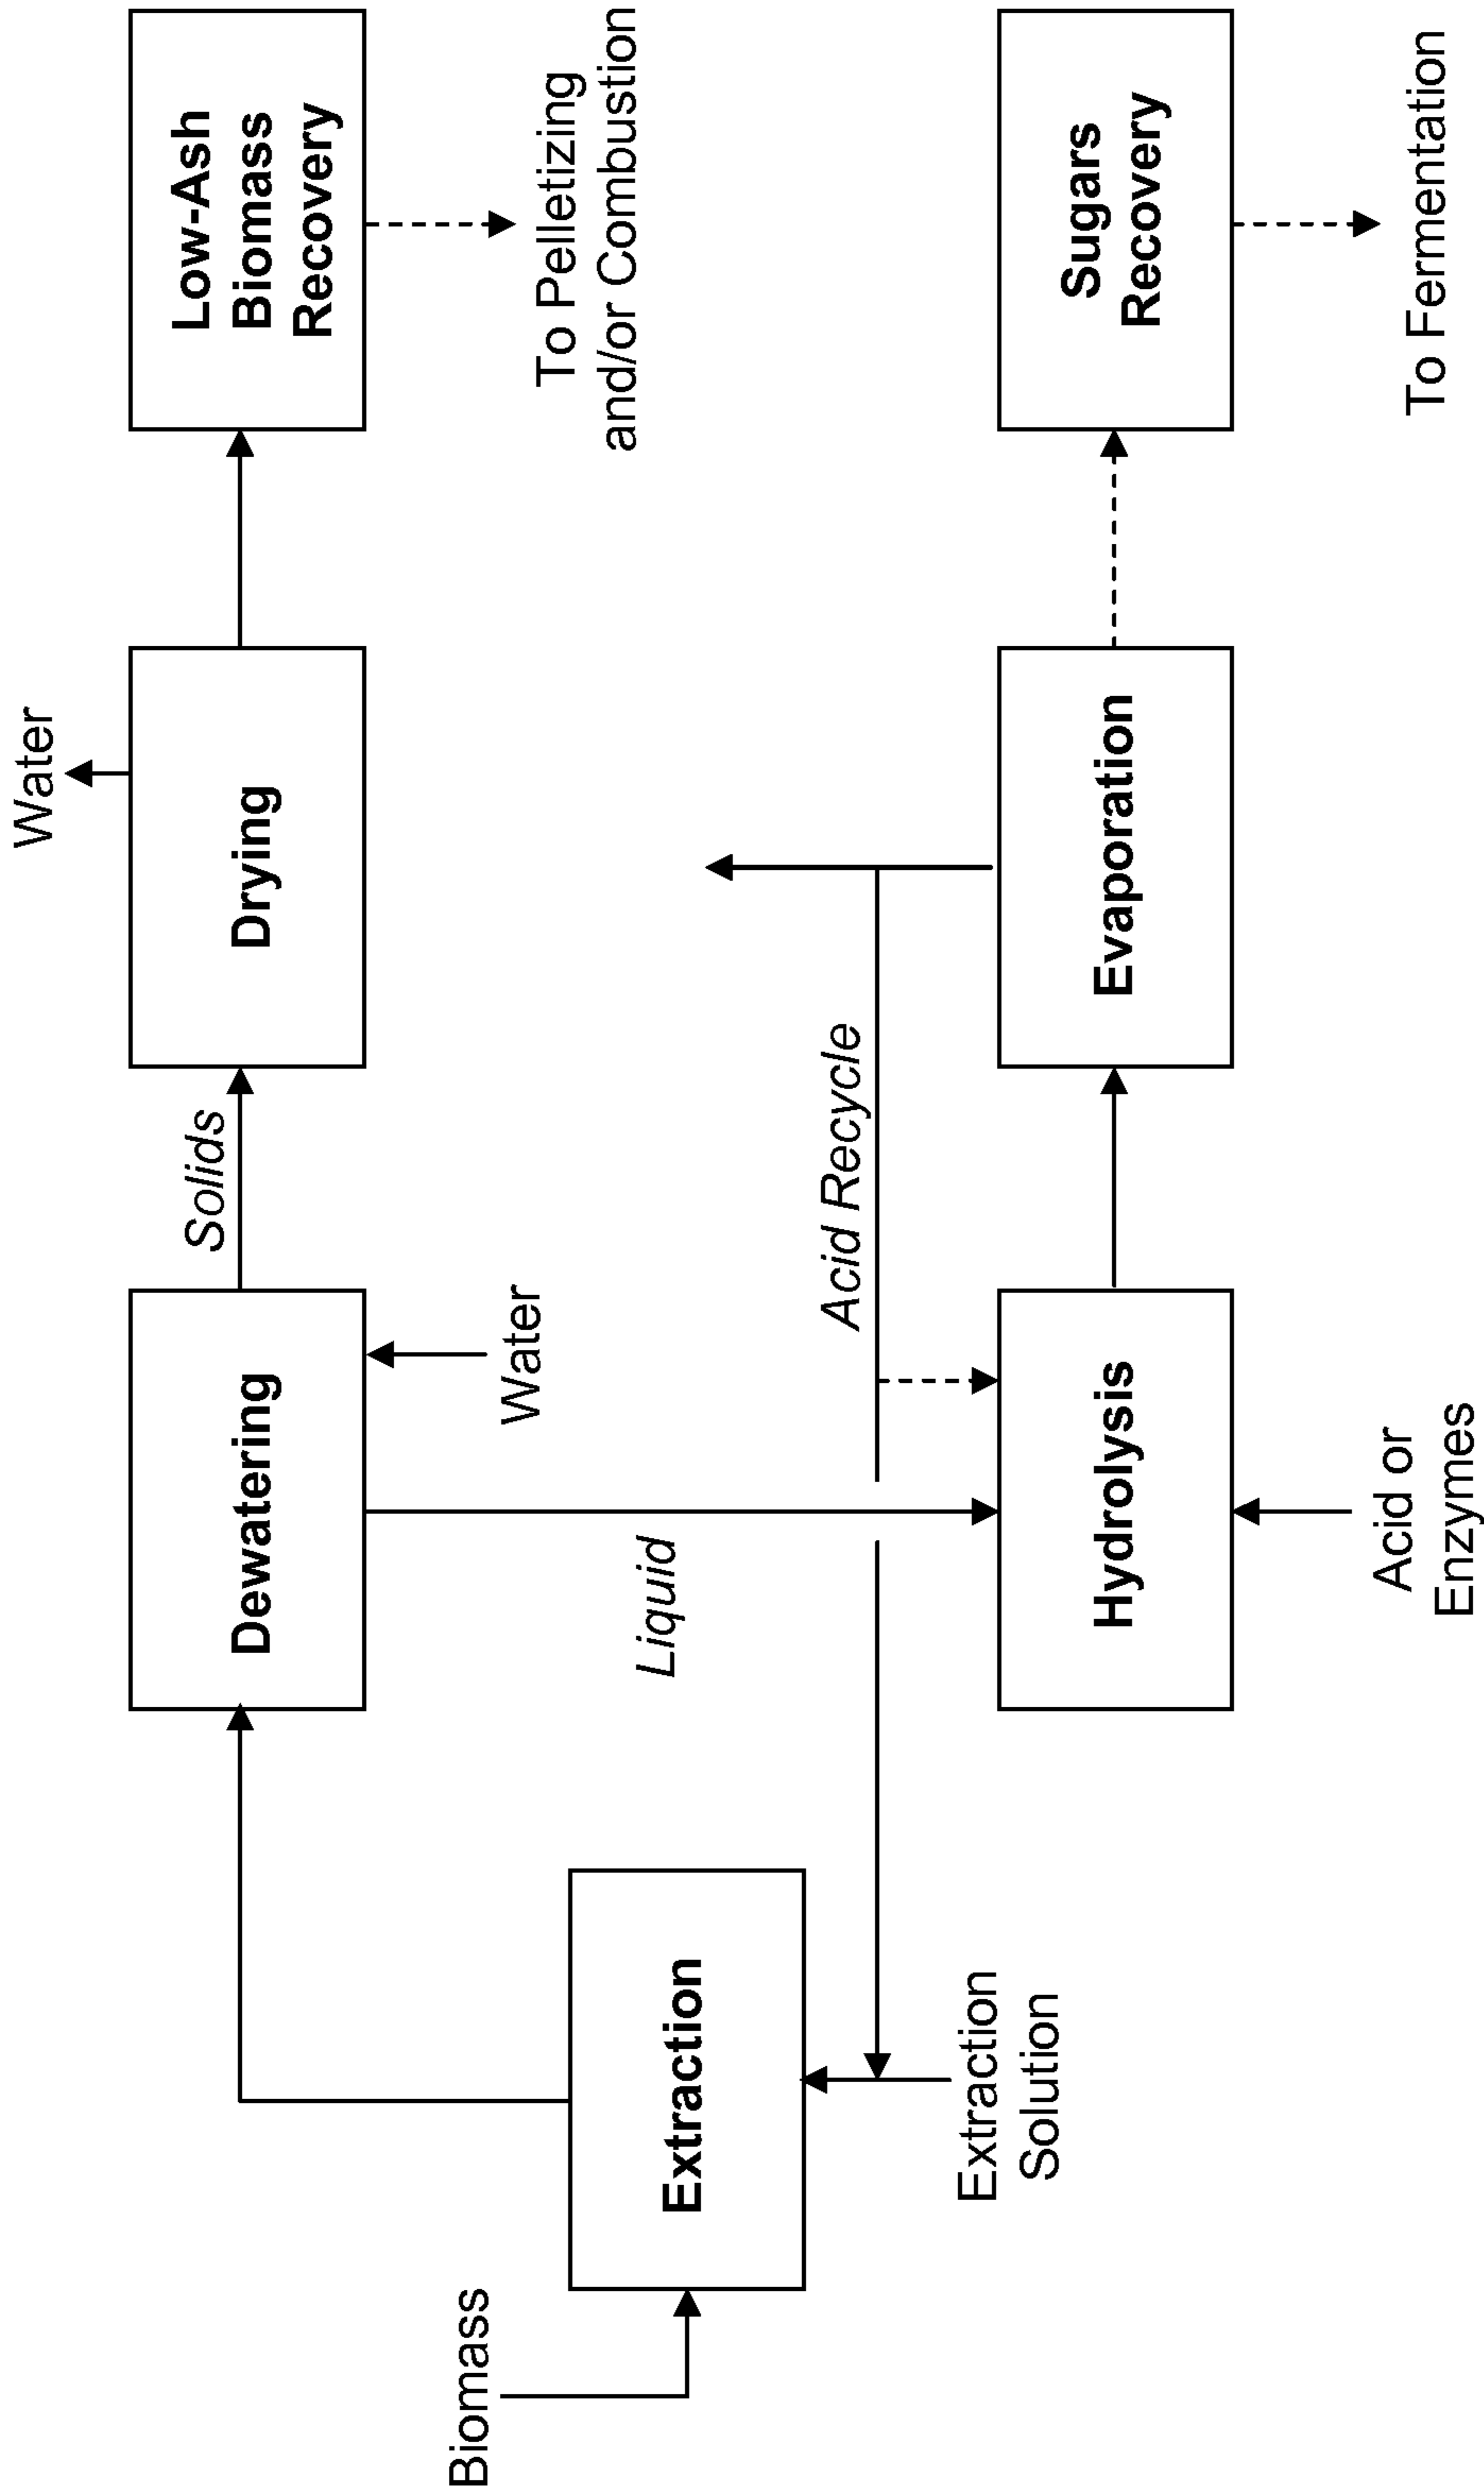 Water
Dewatering
Solids
Drying
Low-Ash
Biomass
Recovery
Water
To Pelletizing
and/or Combustion
Biomass
Extraction
Liquid
Acid Recycle
Extraction
Solution
Hydrolysis
Evaporation
Sugars
Recovery
Acid or
Enzymes
To Fermentation